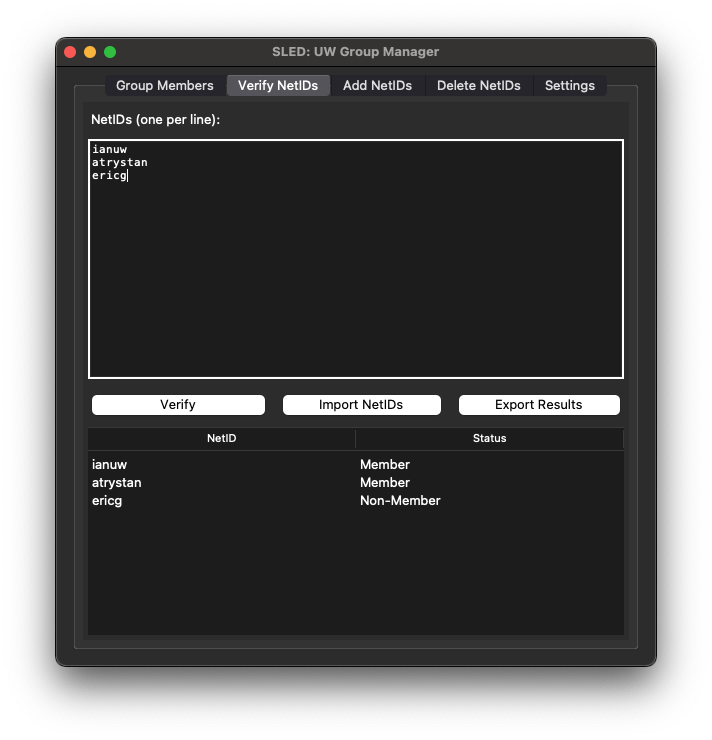 SLED: UW Group Manager
Group Members Verify NetIDs Add NetIDs Delete NetIDs Settings
NetIDs (one per line):
ianuw
atrystan
ericg
Verify Import NetIDs Export Results
NetID Status
ianuw Member
atrystan Member
ericg Non-Member